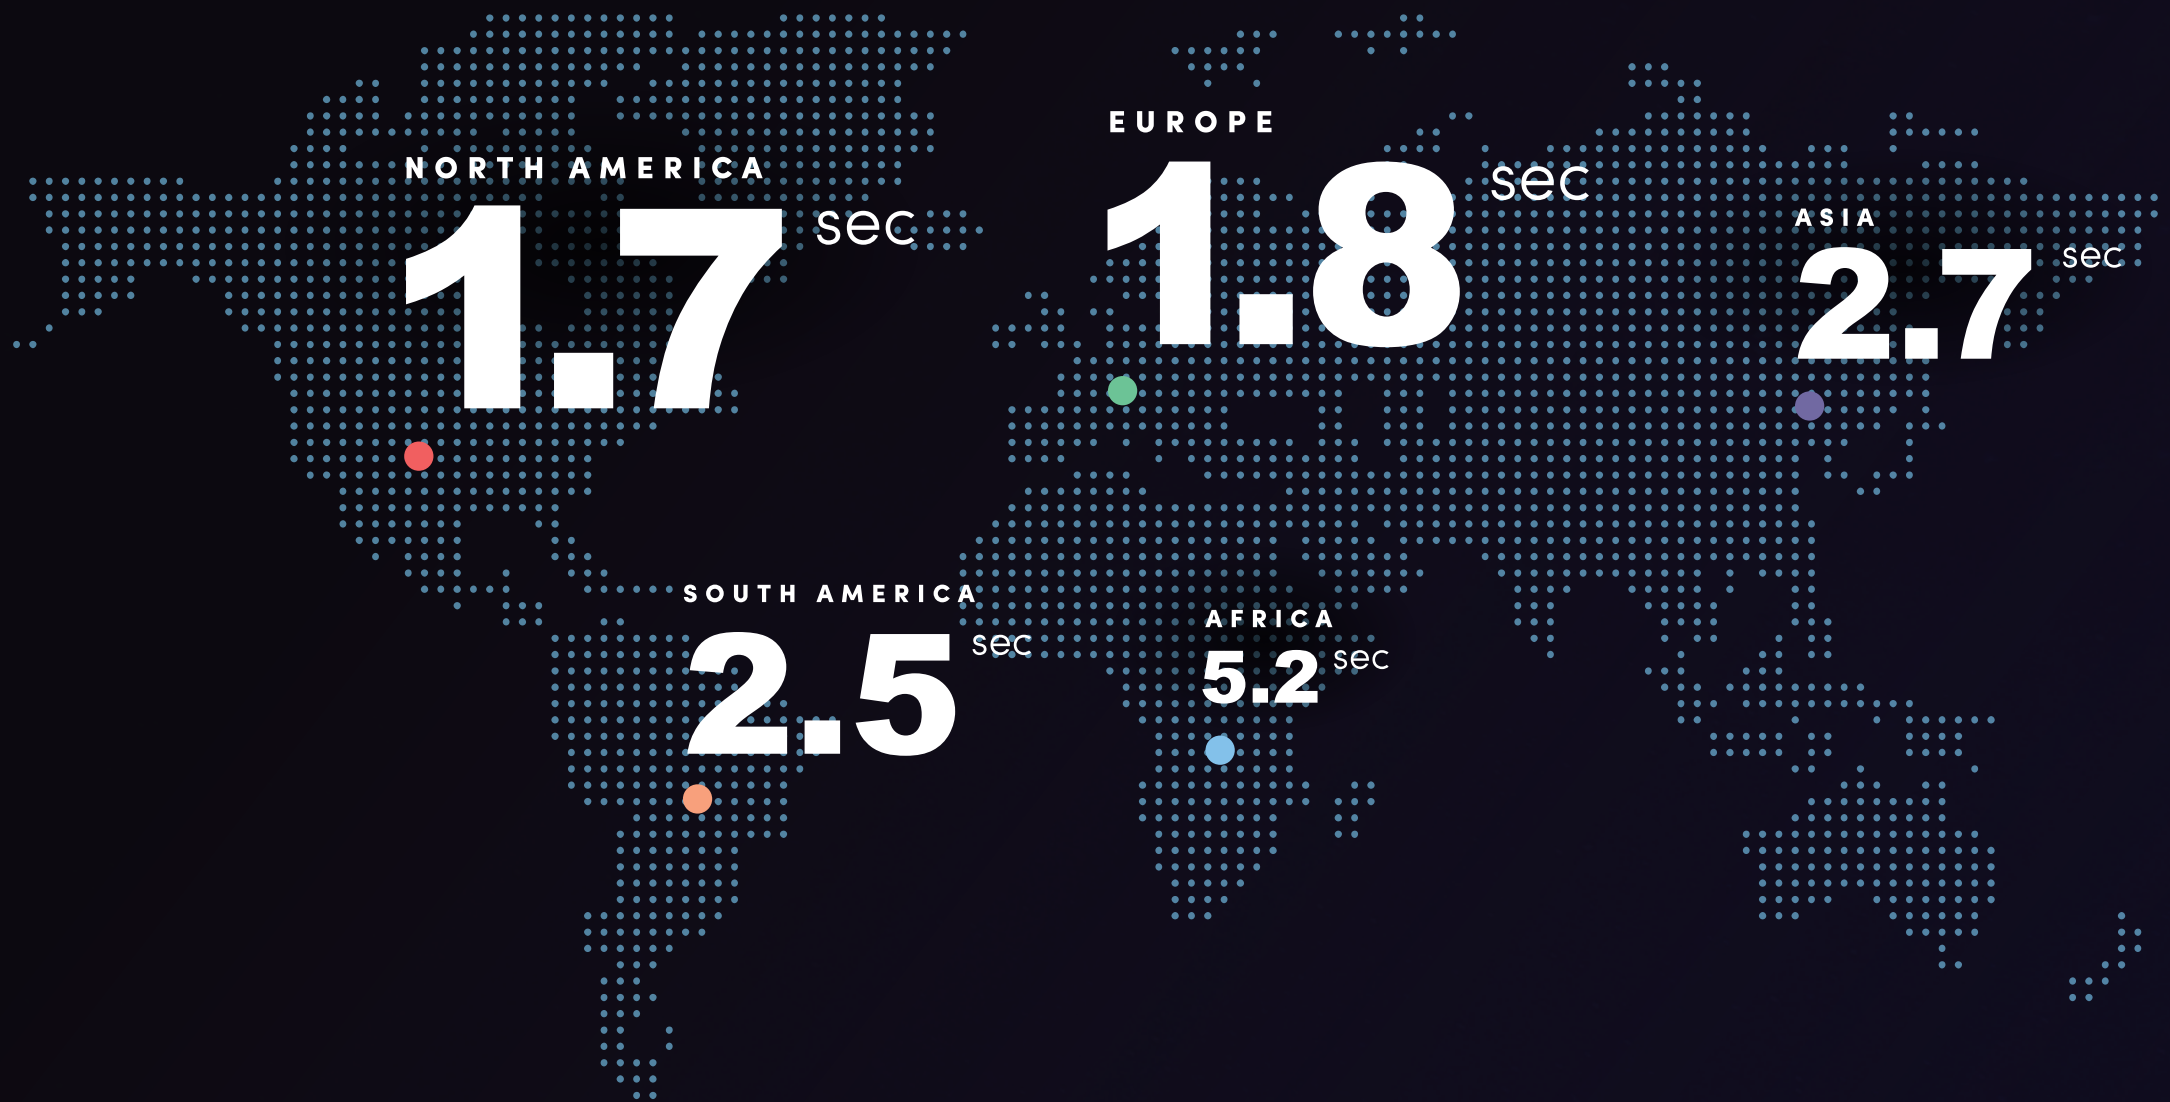 EUROPE
1.8 sec
NORTH AMERICA
1.7 sec
ASIA
2.7 sec
SOUTH AMERICA
2.5 sec
AFRICA
5.2 sec